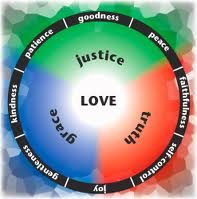 goodness
peace
faithfulness
self-control
joy
gentleness
kindness
patience
justice
truth
grace
LOVE